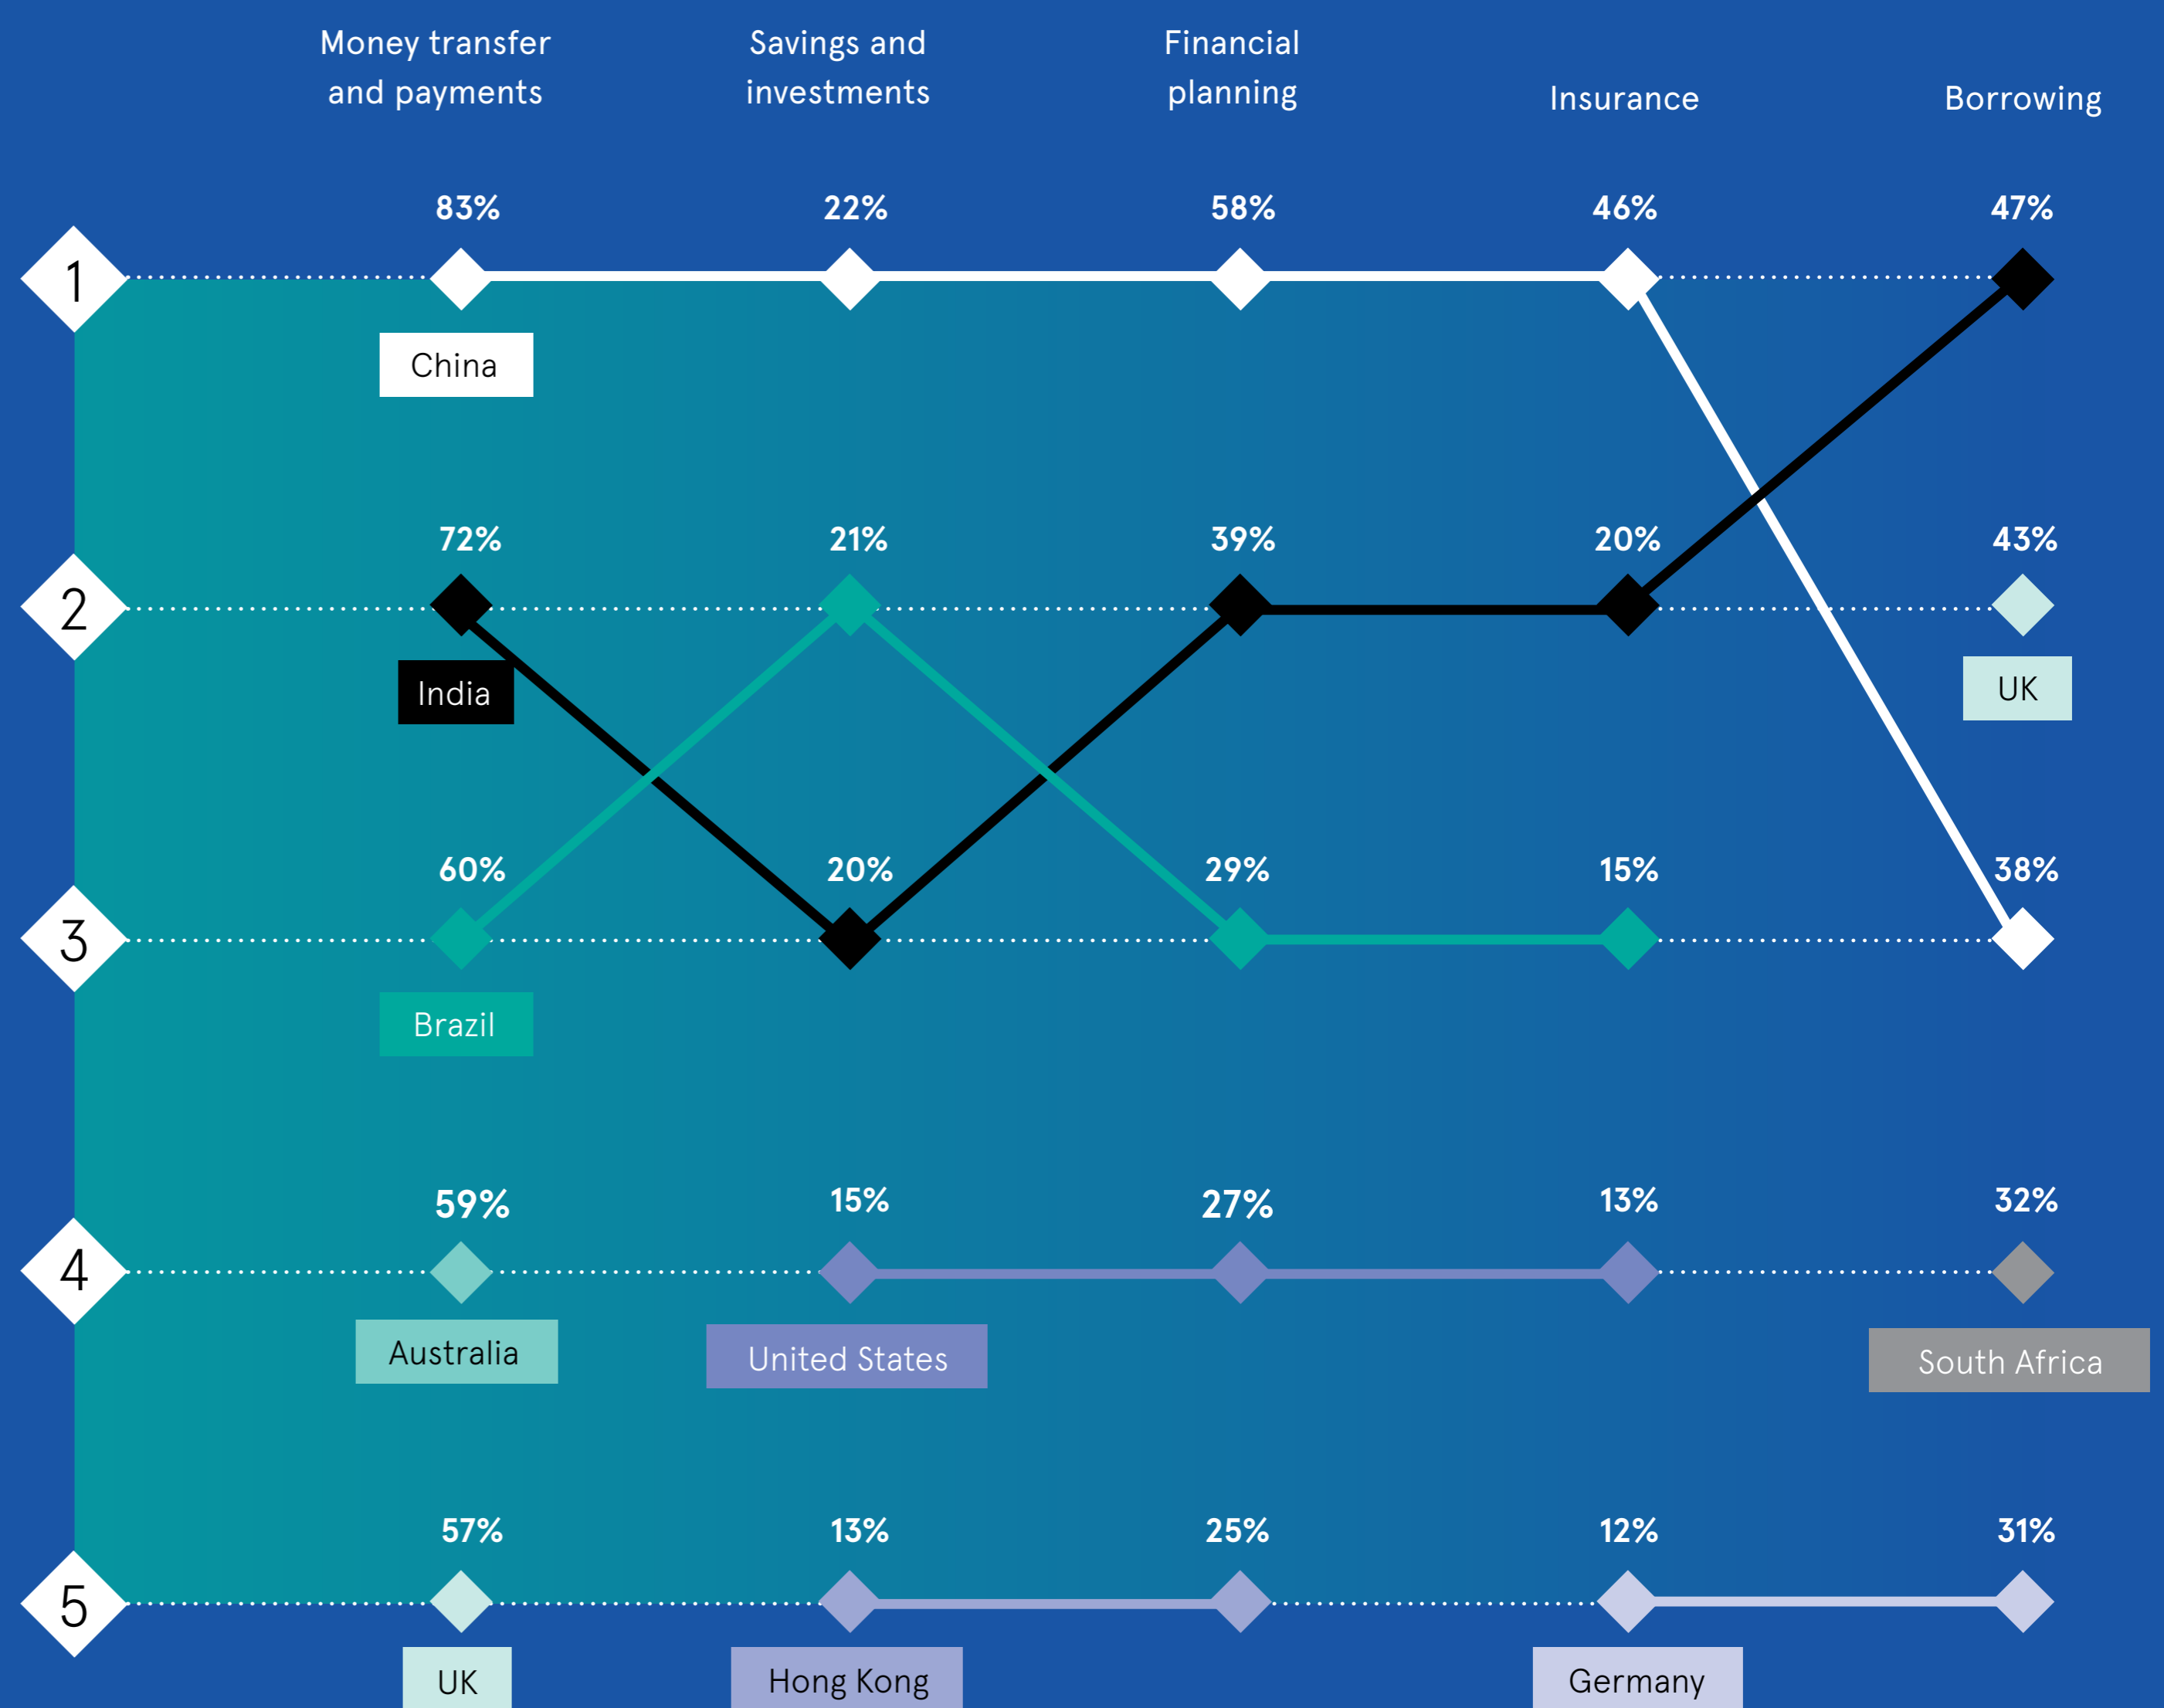 Money transfer
and payments
Savings and
investments
Financial
planning
Insurance
Borrowing
83%
22%
58%
46%
47%
1
China
72%
21%
39%
20%
43%
2
India
UK
60%
20%
29%
15%
38%
3
Brazil
59%
15%
27%
13%
32%
4
Australia
United States
South Africa
57%
13%
25%
12%
31%
5
UK
Hong Kong
Germany